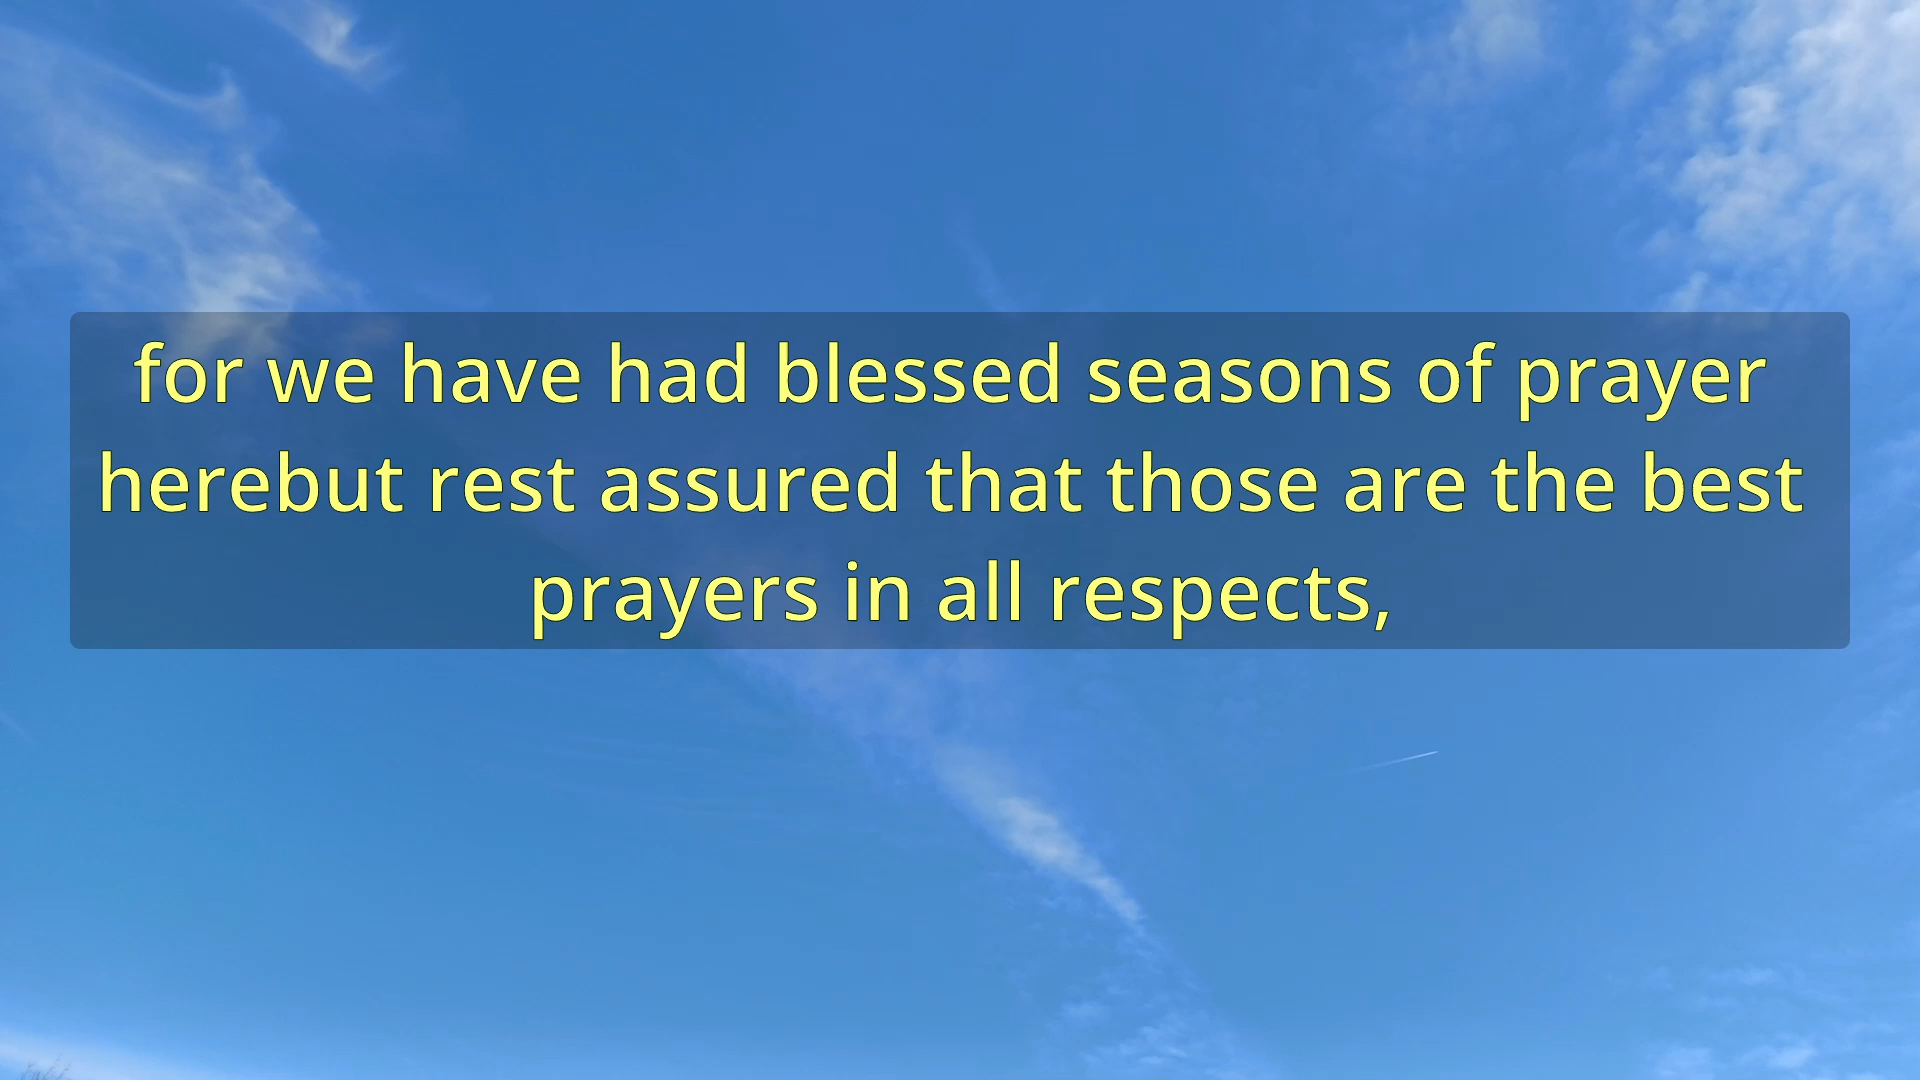 for we have had blessed seasons of prayer
herebut rest assured that those are the best
prayers in all respects,